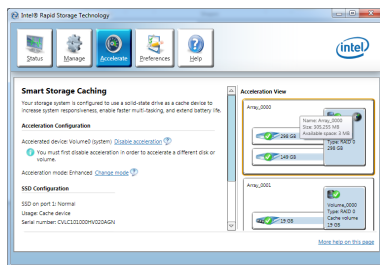 Intel® Rapid Storage Technology
Status
Manage
Accelerate
Preferences
Help
intel
Smart Storage Caching
Your storage system is configured to use a solid-state drive as a cache device to
increase system responsiveness, enable faster multi-tasking, and extend battery life.
Acceleration Configuration
Accelerated device: Volume0 (system) Disable acceleration
You must first disable acceleration in order to accelerate a different disk or
volume.
Acceleration mode: Enhanced Change mode
SSD Configuration
SSD on port 1: Normal
Usage: Cache device
Serial number: CVLC101000HV020AGN
Acceleration View
Array_0000
Name: Array_0000
Size: 305,255 MB
Available space: 5 MB
298 GB
Type: RAID 0
298 GB
149 GB
Array_0001
Volume_0000
Type: RAID 0
Cache volume
19 GB
19 GB
More help on this page